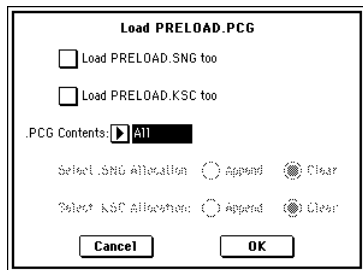 Load PRELOAD.PCG
Load PRELOAD.SNG too
Load PRELOAD.KSC too
.PCG Contents: All
Select .SNG Allocation: Append Clear
Select .KSC Allocation: Append Clear
Cancel OK